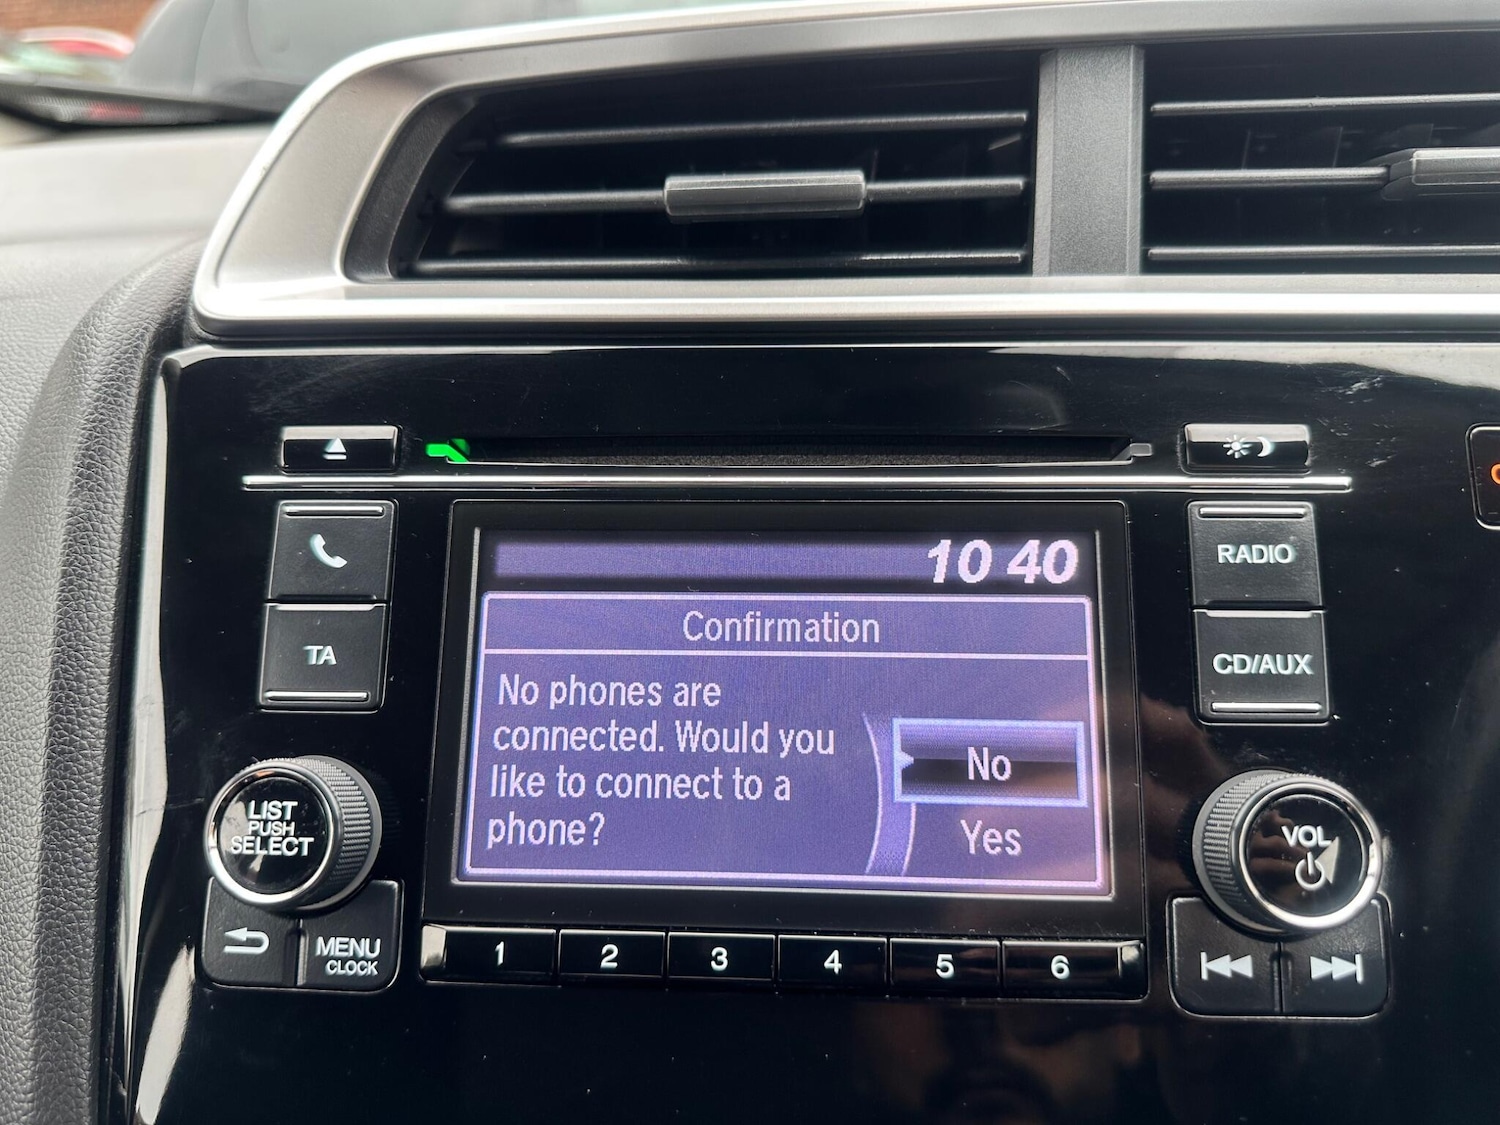 10 40
Confirmation
No phones are
connected. Would you
like to connect to a
phone?
No
Yes
TA
RADIO
CD/AUX
LIST
PUSH
SELECT
VOL
MENU
CLOCK
1 2 3 4 5 6